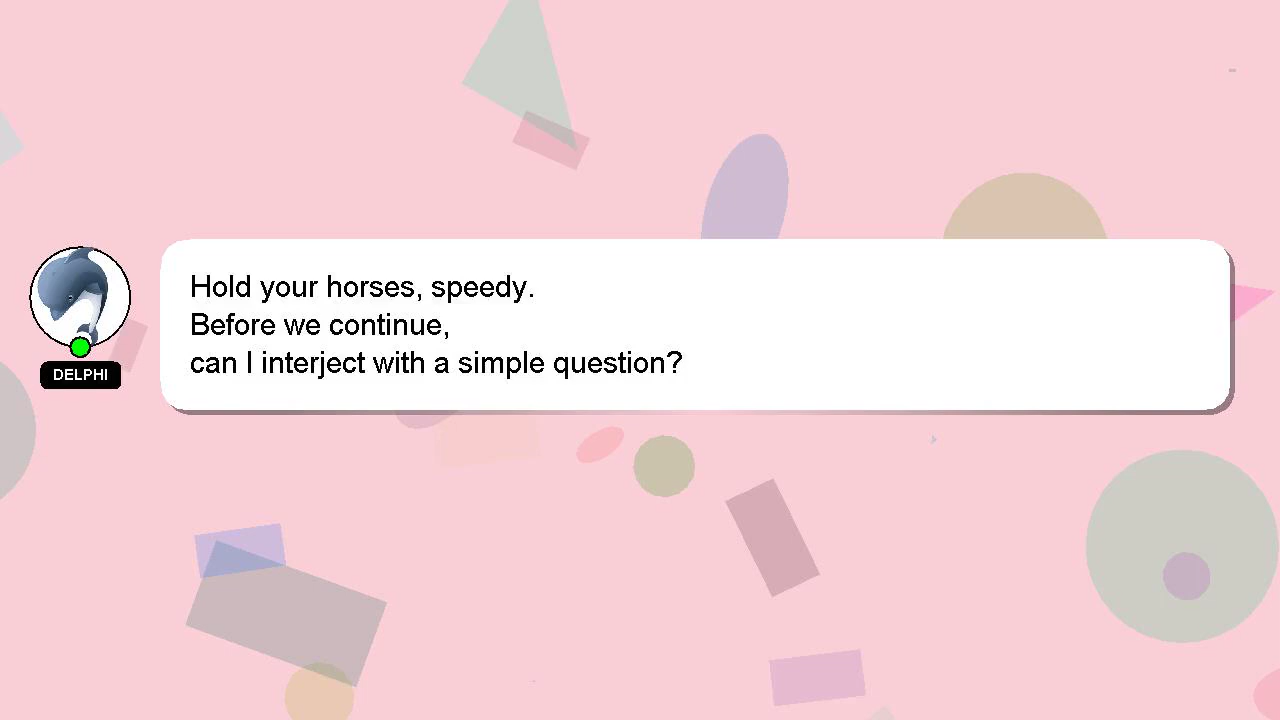 Hold your horses, speedy.
Before we continue,
can I interject with a simple question?
DELPHI